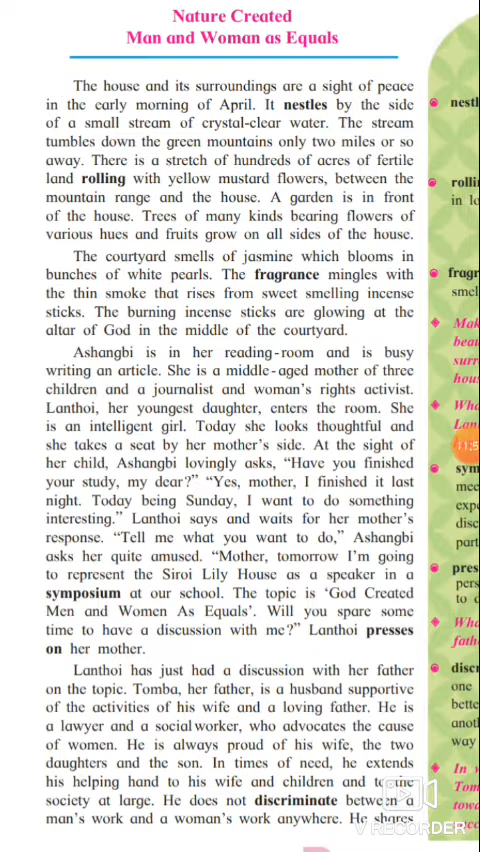 Nature Created
Man and Woman as Equals
The house and its surroundings are a sight of peace
in the early morning of April. It nestles by the side
of a small stream of crystal-clear water. The stream
tumbles down the green mountains only two miles or so
away. There is a stretch of hundreds of acres of fertile
land rolling with yellow mustard flowers, between the
mountain range and the house. A garden is in front
of the house. Trees of many kinds bearing flowers of
various hues and fruits grow on all sides of the house.
The courtyard smells of jasmine which blooms in
bunches of white pearls. The fragrance mingles with
the thin smoke that rises from sweet smelling incense
sticks. The burning incense sticks are glowing at the
altar of God in the middle of the courtyard.
Ashangbi is in her reading-room and is busy
writing an article. She is a middle-aged mother of three
children and a journalist and woman's rights activist.
Lanthoi, her youngest daughter, enters the room. She
is an intelligent girl. Today she looks thoughtful and
she takes a seat by her mother's side. At the sight of
her child, Ashangbi lovingly asks, "Have you finished
your study, my dear?" "Yes, mother, I finished it last
night. Today being Sunday, I want to do something
interesting." Lanthoi says and waits for her mother's
response. "Tell me what you want to do," Ashangbi
asks her quite amused. "Mother, tomorrow I'm going
to represent the Siroi Lily House as a speaker in a
symposium at our school. The topic is 'God Created
Men and Women As Equals'. Will you spare some
time to have a discussion with me?" Lanthoi presses
on her mother.
Lanthoi has just had a discussion with her father
on the topic. Tomba, her father, is a husband supportive
of the activities of his wife and a loving father. He is
a lawyer and a social worker, who advocates the cause
of women. He is always proud of his wife, the two
daughters and the son. In times of need, he extends
his helping hand to his wife and children and to the
society at large. He does not discriminate between a
man's work and a woman's work anywhere. He shares
nestl
rolli
in lo
fragr
smel
Mak
beau
surr
hous
Wha
Lan
11:5
sym
mee
exp
disc
part
pres
pers
to d
Wha
fath
discr
one
bette
anot
way
In w
Tom
towa
V RECORDER